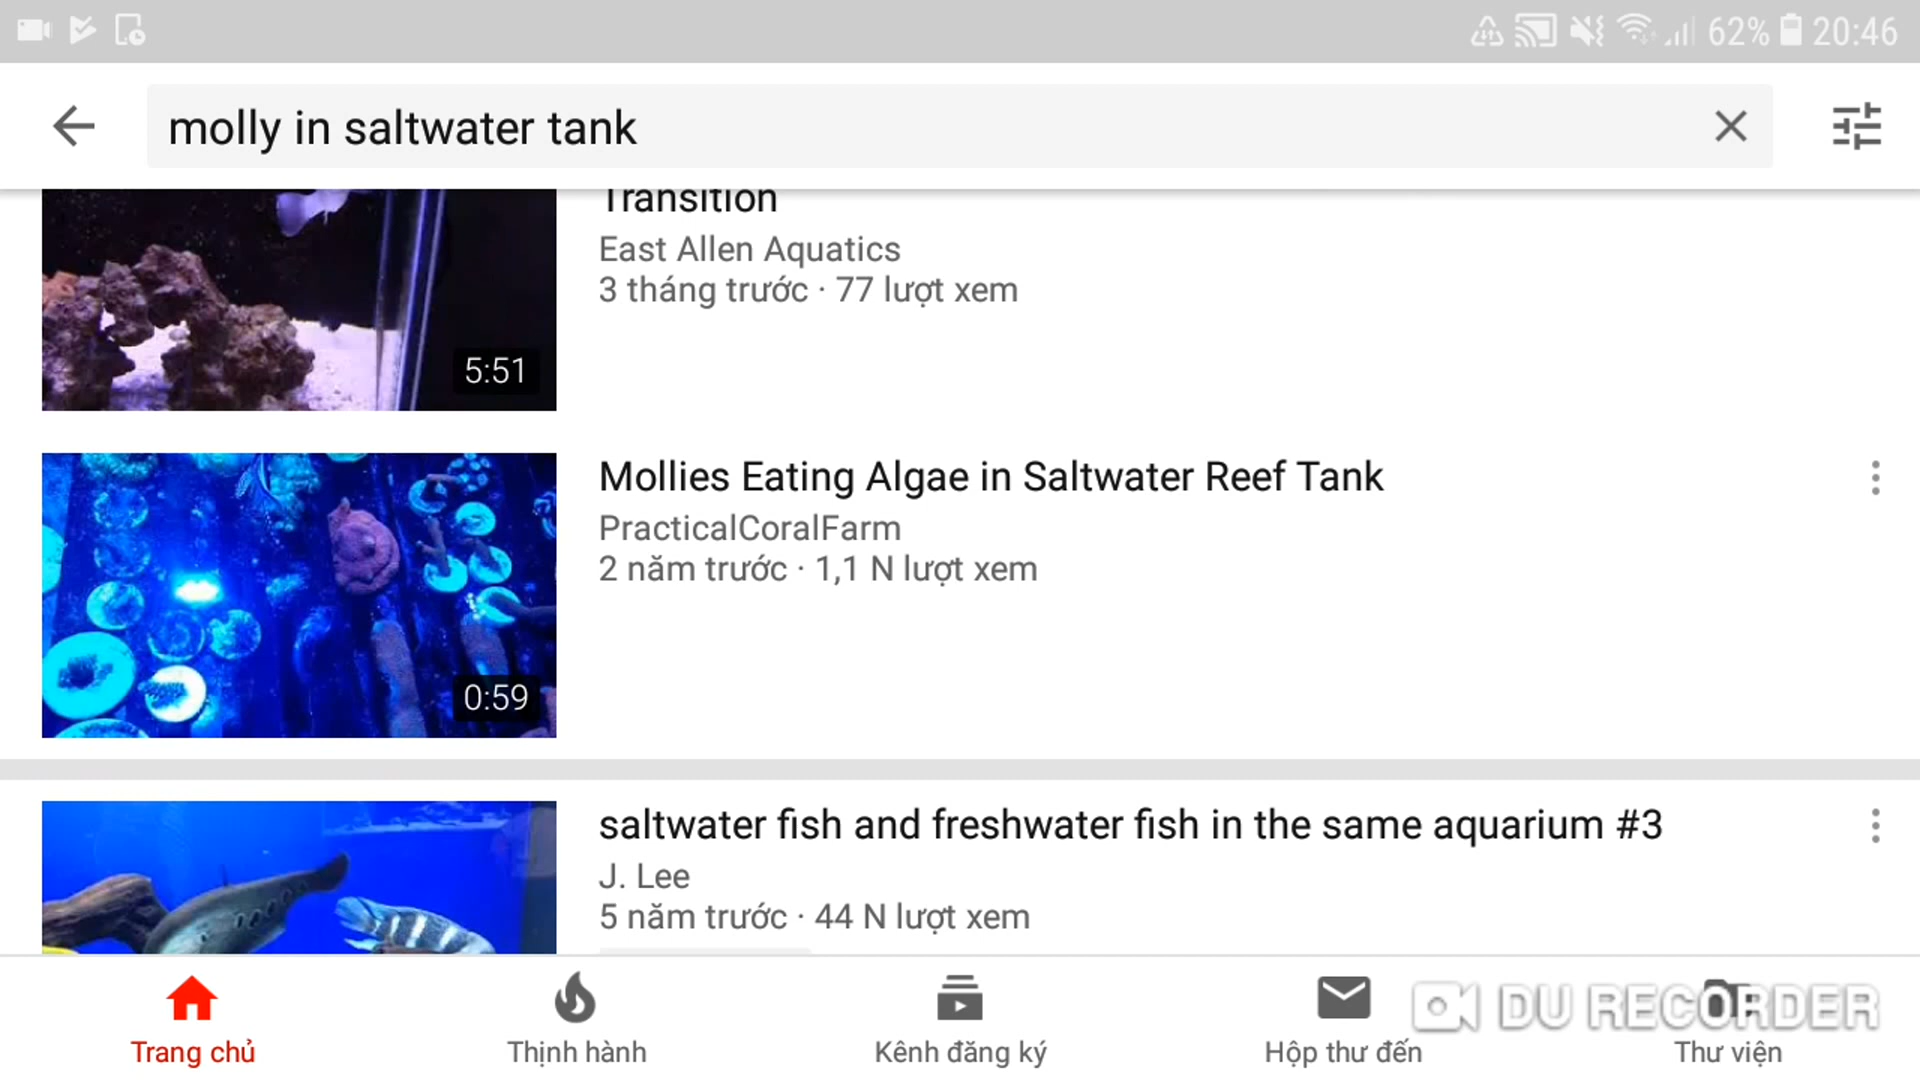 62% 20:46
molly in saltwater tank
Transition
East Allen Aquatics
3 tháng trước · 77 lượt xem
5:51
Mollies Eating Algae in Saltwater Reef Tank
PracticalCoralFarm
2 năm trước · 1,1 N lượt xem
0:59
saltwater fish and freshwater fish in the same aquarium #3
J. Lee
5 năm trước · 44 N lượt xem
DU RECORDER
Trang chủ Thịnh hành Kênh đăng ký Hộp thư đến Thư viện